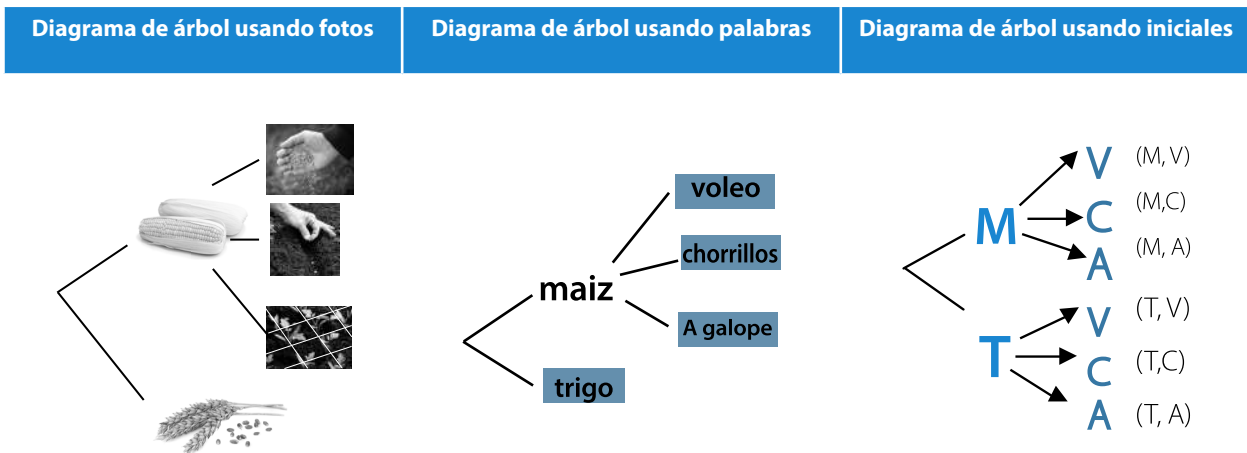 Diagrama de árbol usando fotos
Diagrama de árbol usando palabras
Diagrama de árbol usando iniciales
voleo
chorrillos
maiz
A galope
trigo
V (M, V)
M
C (M,C)
A (M, A)
V (T, V)
T
C (T,C)
A (T, A)